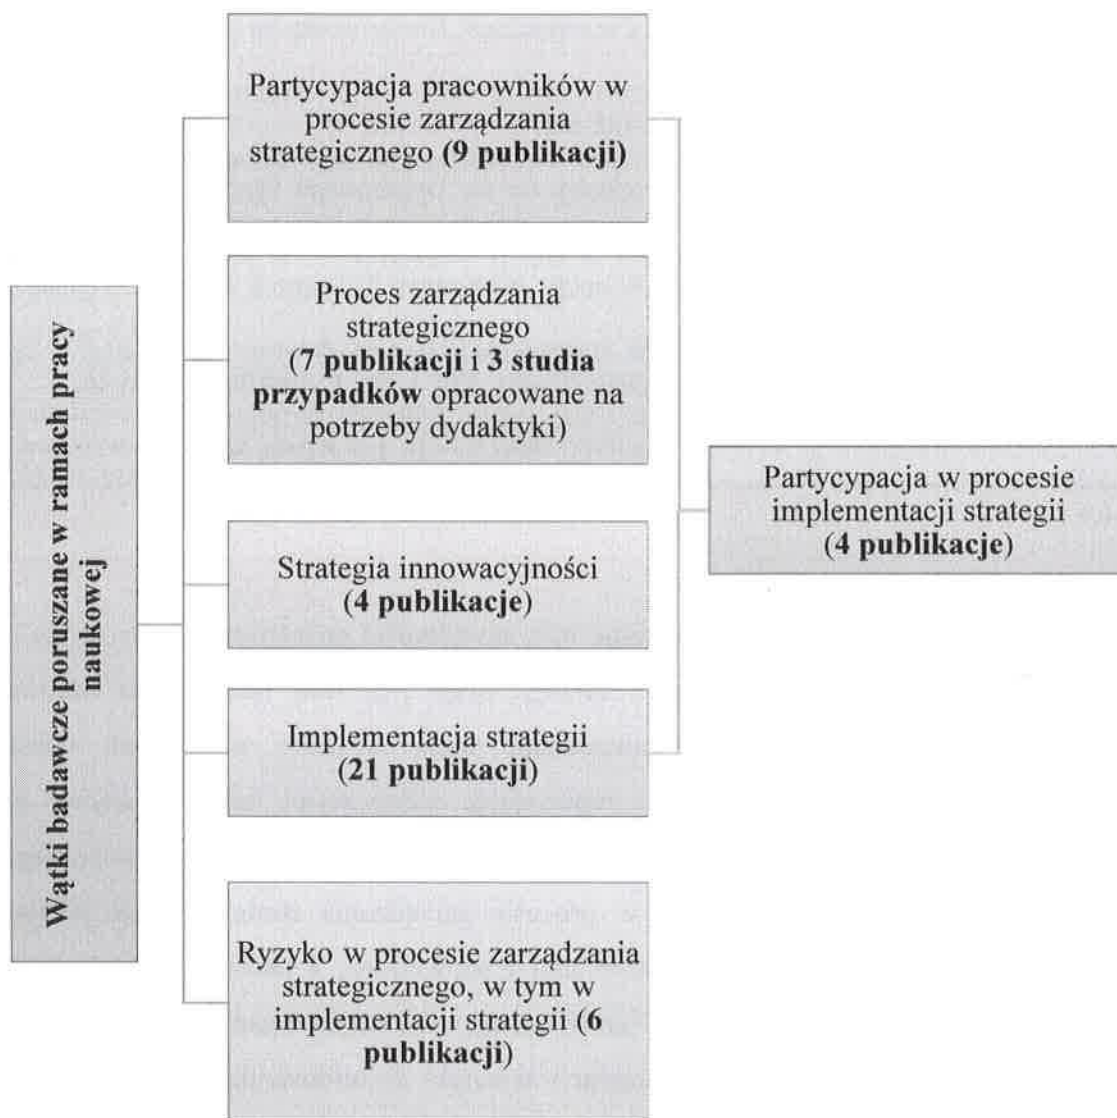 Wątki badawcze poruszane w ramach pracy
naukowej
Partycypacja pracowników w
procesie zarządzania
strategicznego (9 publikacji)
Proces zarządzania
strategicznego
(7 publikacji i 3 studia
przypadków opracowane na
potrzeby dydaktyki)
Strategia innowacyjności
(4 publikacje)
Implementacja strategii
(21 publikacji)
Ryzyko w procesie zarządzania
strategicznego, w tym w
implementacji strategii (6
publikacji)
Partycypacja w procesie
implementacji strategii
(4 publikacje)